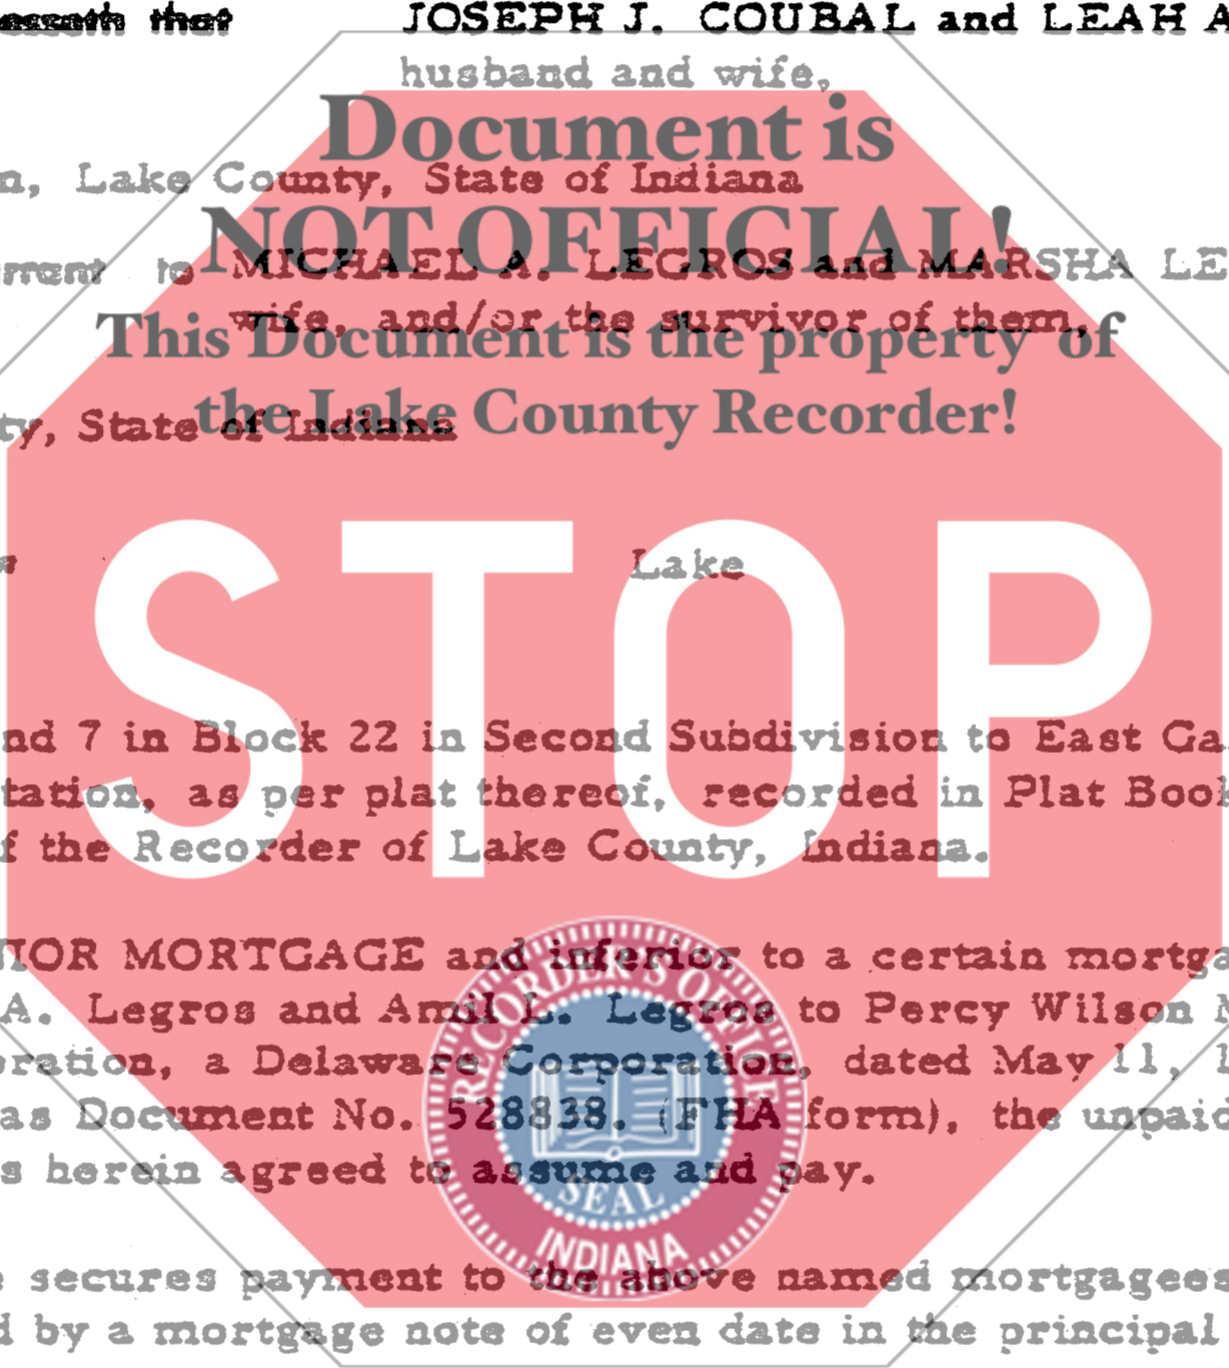 that JOSEPH J. COUBAL and LEAH A
husband and wife,
Document is
n, Lake County, State of Indiana
NOT OFFICIAL!
to MICHAEL A. LEGROS and MARSHA LE
wife, and/or the survivor of them,
This Document is the property of
the Lake County Recorder!
ty, State of Indiana
STOP
Lake
nd 7 in Block 22 in Second Subdivision to East Ga
tation, as per plat thereof, recorded in Plat Book
f the Recorder of Lake County, Indiana.
IOR MORTGAGE and inferior to a certain mortga
A. Legros and Amil L. Legros to Percy Wilson M
ration, a Delaware Corporation, dated May 11, 1
as Document No. 528838. (FHA form), the unpaid
s herein agreed to assume and pay.
RECORDER'S OFFICE
SEAL
INDIANA
secures payment to the above named mortgagees
d by a mortgage note of even date in the principal